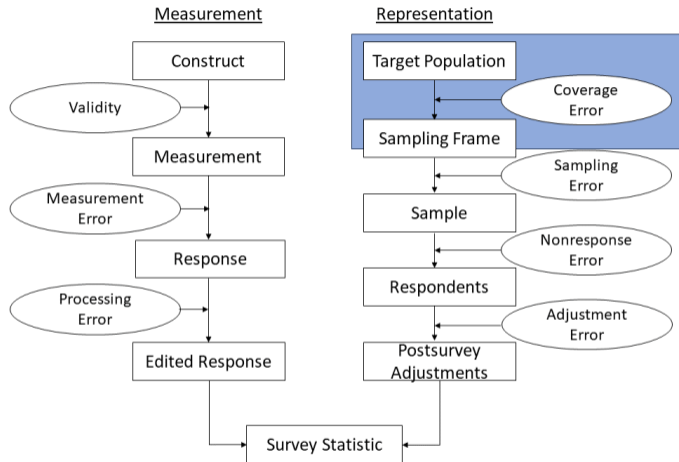 Measurement
Representation
Construct
Target Population
Validity
Coverage
Error
Measurement
Sampling Frame
Measurement
Error
Sampling
Error
Sample
Response
Nonresponse
Error
Respondents
Processing
Error
Adjustment
Error
Edited Response
Postsurvey
Adjustments
Survey Statistic